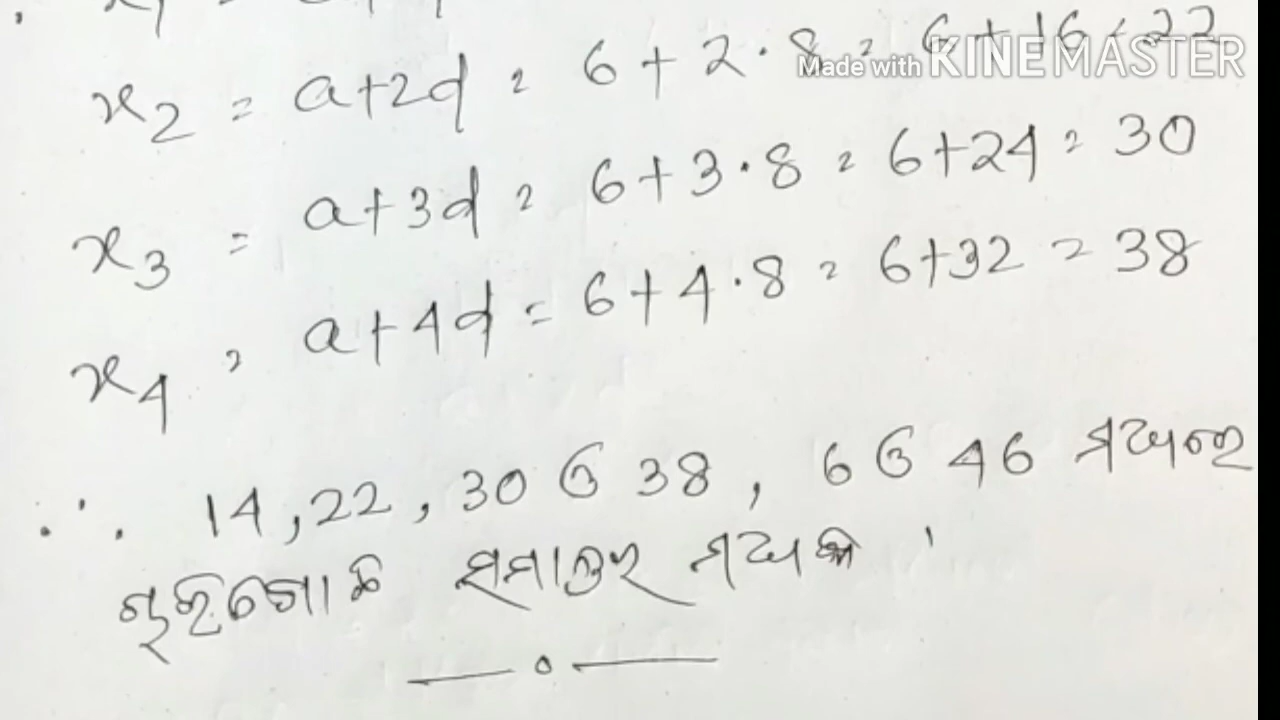 x₂ = a+2d = 6+2·8 = 6+16 = 22
Made with KINEMASTER
x₃ = a+3d = 6+3·8 = 6+24 = 30
x₄ = a+4d = 6+4·8 = 6+32 = 38
∴ 14, 22, 30 ଓ 38, 6 ଓ 46 ମଧ୍ୟରେ
ଚାରିଗୋଟି ସମାନ୍ତର ମଧ୍ୟକ ।